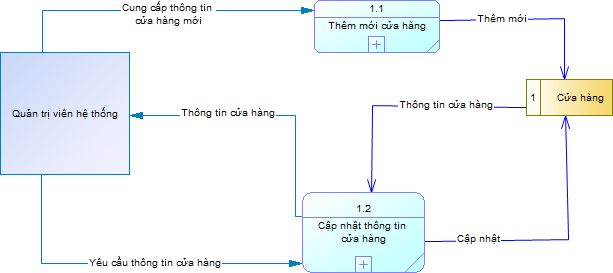 Cung cấp thông tin
cửa hàng mới
1.1
Thêm mới cửa hàng
Thêm mới
Quản trị viên hệ thống
Thông tin cửa hàng
Thông tin cửa hàng
1
Cửa hàng
1.2
Cập nhật thông tin
cửa hàng
Cập nhật
Yêu cầu thông tin cửa hàng